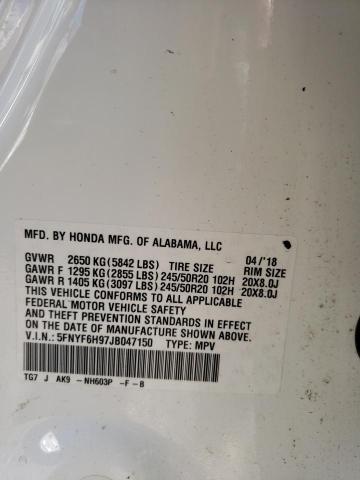 MFD. BY HONDA MFG. OF ALABAMA, LLC 04/'18
GVWR 2650 KG (5842 LBS) TIRE SIZE RIM SIZE
GAWR F 1295 KG (2855 LBS) 245/50R20 102H 20X8.0J
GAWR R 1405 KG (3097 LBS) 245/50R20 102H 20X8.0J
THIS VEHICLE CONFORMS TO ALL APPLICABLE
FEDERAL MOTOR VEHICLE SAFETY
AND THEFT PREVENTION STANDARDS IN EFFECT
ON THE DATE OF MANUFACTURE SHOWN ABOVE.
V.I.N.: 5FNYF6H97JB047150 TYPE: MPV
TG7 J AK9 -NH603P -F -B